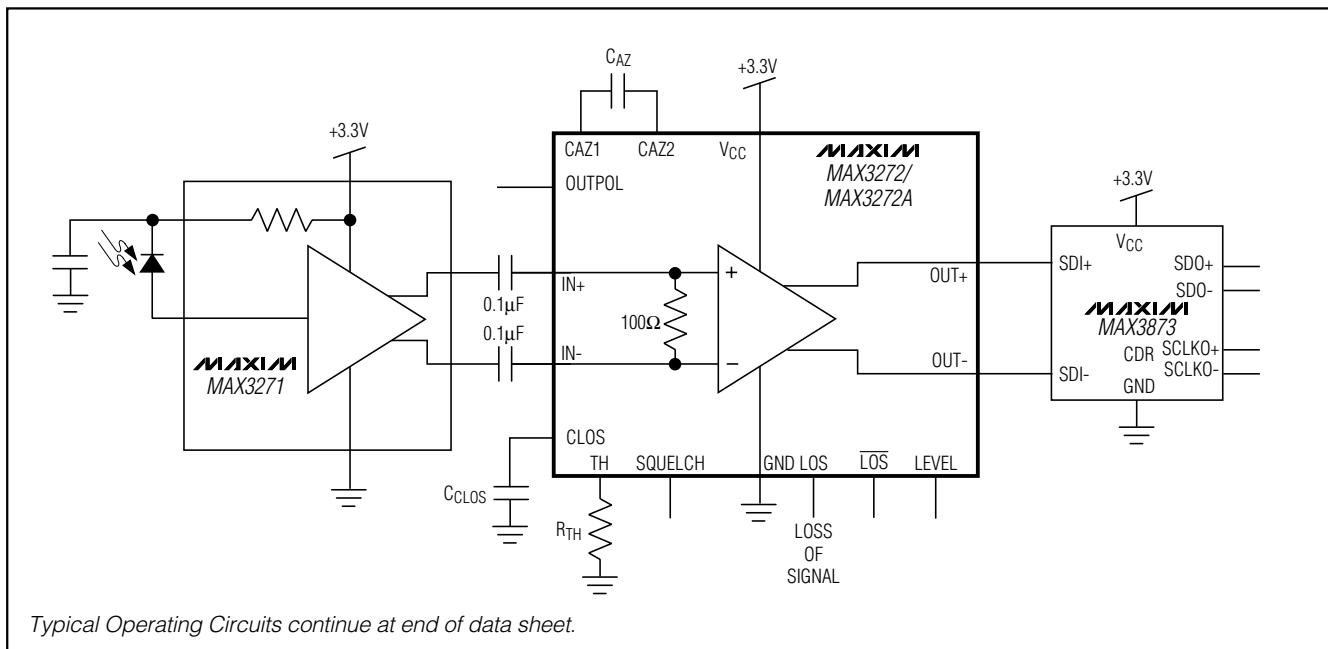 CAZ
+3.3V
+3.3V
CAZ1
CAZ2
VCC
MAXIM
MAX3272/
MAX3272A
OUTPOL
+3.3V
VCC
SDI+
SDO+
SDO-
MAXIM
MAX3873
CDR
SCLKO+
SCLKO-
SDI-
GND
IN+
0.1µF
0.1µF
IN-
100Ω
+
−
OUT+
OUT-
MAXIM
MAX3271
CLOS
TH
SQUELCH
GND
LOS
LOS
LEVEL
CCLOS
RTH
LOSS
OF
SIGNAL
Typical Operating Circuits continue at end of data sheet.